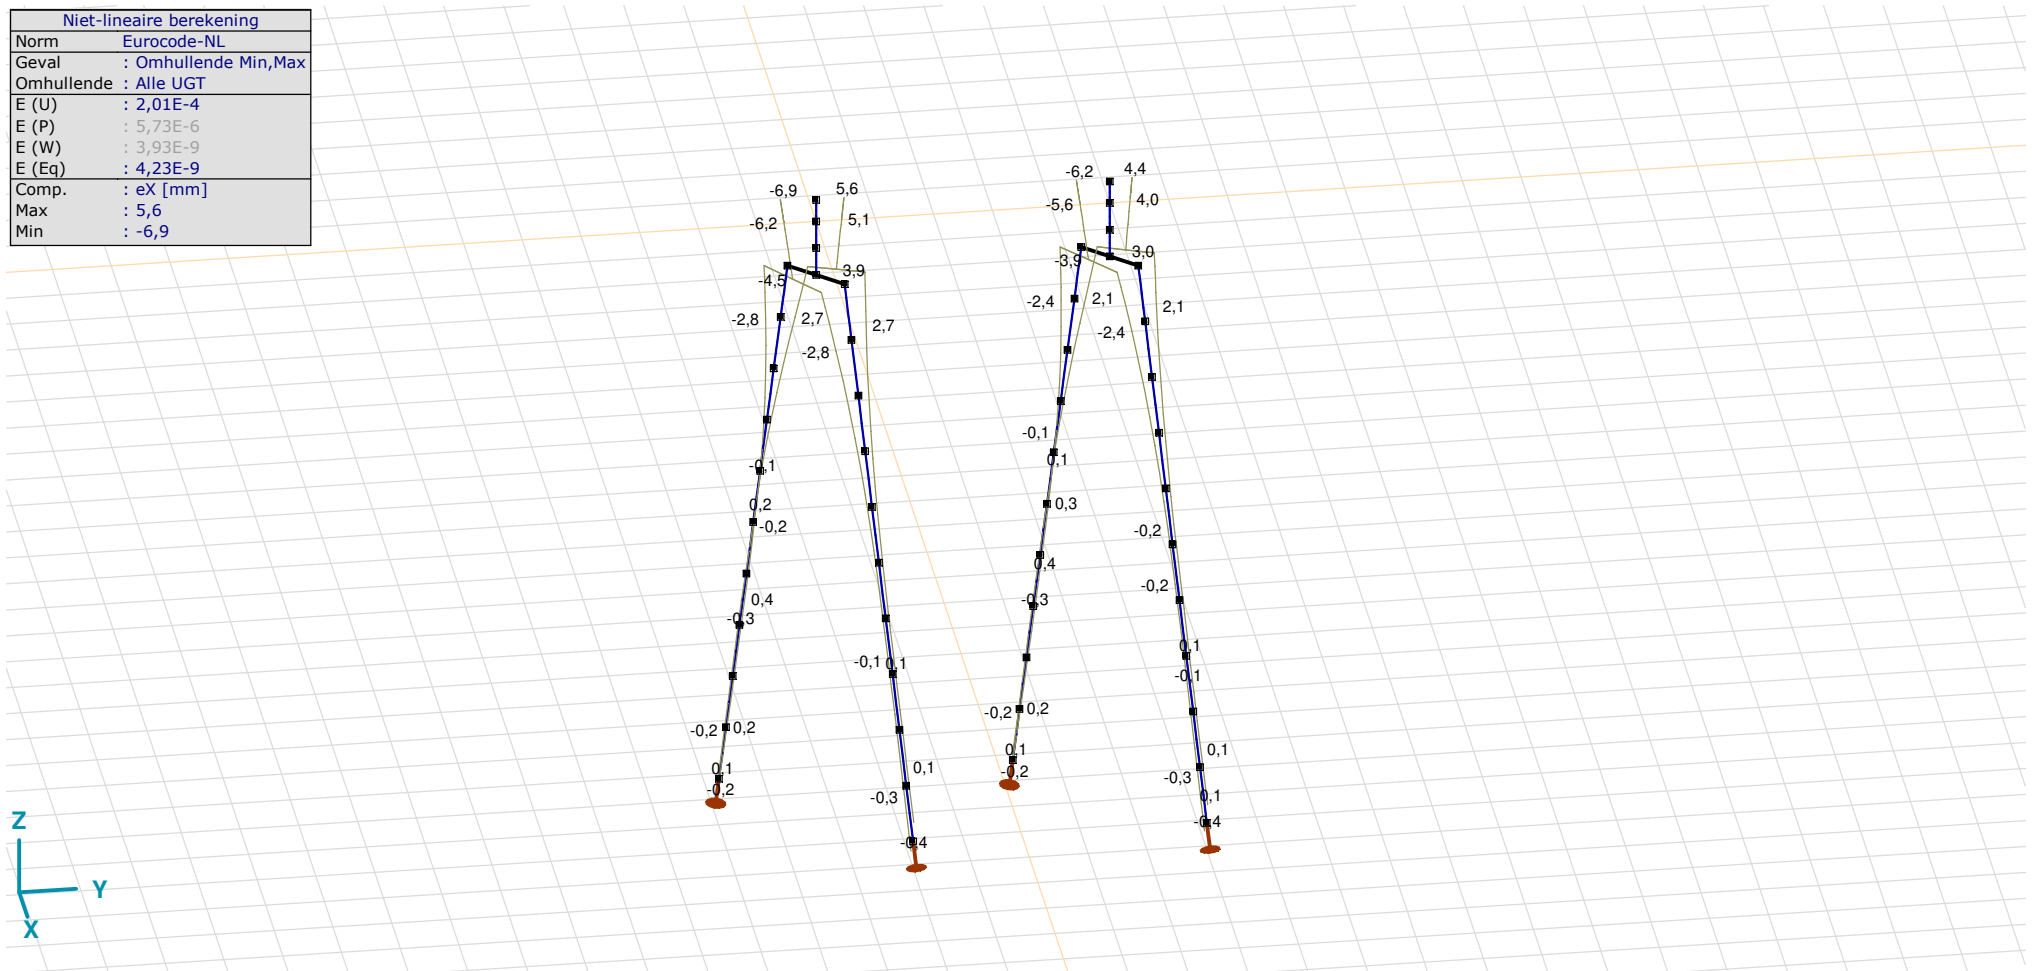 Niet-lineaire berekening
Norm Eurocode-NL
Geval : Omhullende Min,Max
Omhullende : Alle UGT
E (U) : 2,01E-4
E (P) : 5,73E-6
E (W) : 3,93E-9
E (Eq) : 4,23E-9
Comp. : eX [mm]
Max : 5,6
Min : -6,9
-6,9 5,6
-6,2 5,1
-4,5 3,9
-2,8 2,7 2,7
-2,8
-0,1
0,2
-0,2
0,4
-0,3
-0,1 0,1
-0,2 0,2
0,1 0,1
-0,2 -0,3
-0,4
-6,2 4,4
-5,6 4,0
-3,9 3,0
-2,4 2,1 2,1
-2,4
-0,1
0,1
0,3
-0,2
0,4
-0,3 -0,2
0,1
-0,1
-0,2 0,2
0,1 0,1
-0,2 -0,3
0,1
-0,4
Z
Y
X